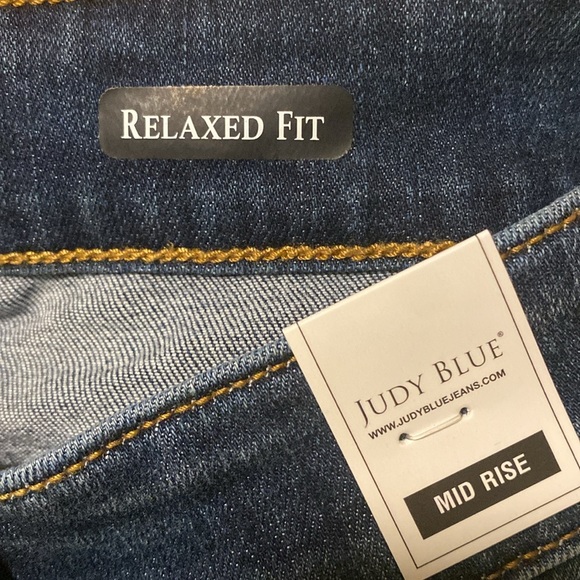 RELAXED FIT
JUDY BLUE®
WWW.JUDYBLUEJEANS.COM
MID RISE